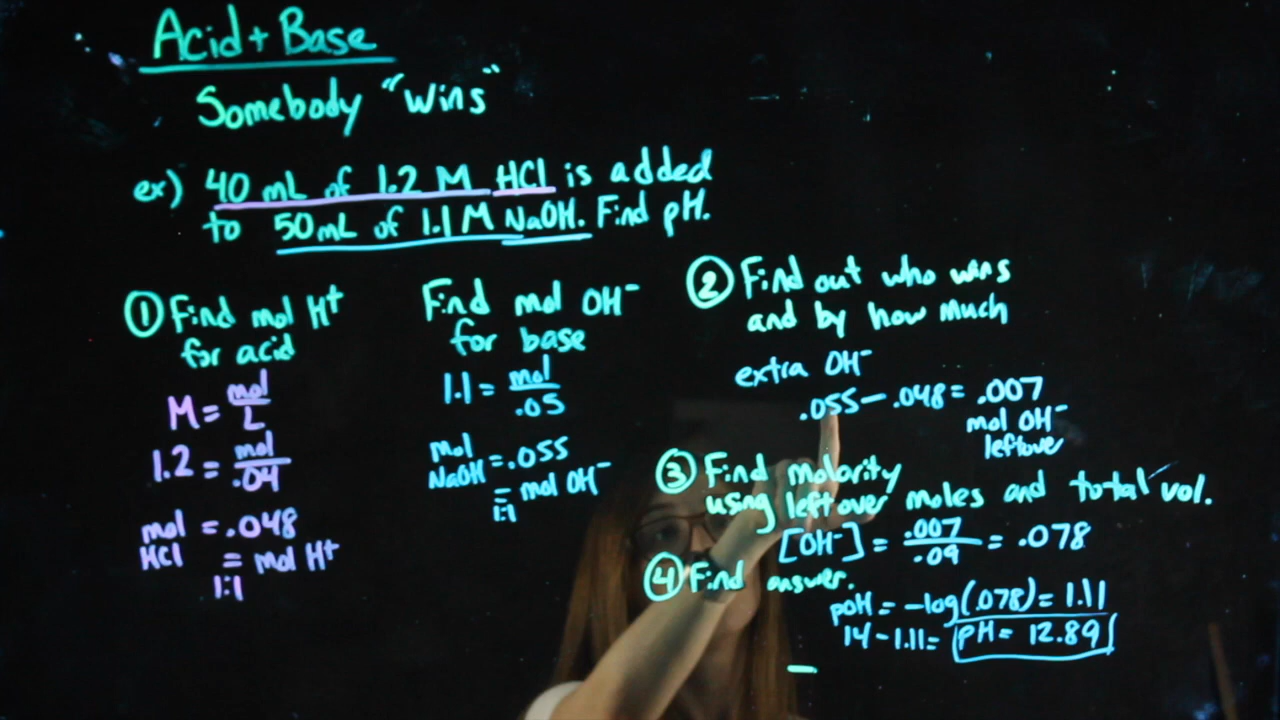 Acid + Base
Somebody "wins"
ex) 40 mL of 1.2 M HCl is added
to 50 mL of 1.1 M NaOH. Find pH.
① Find mol H⁺
for acid
M = mol/L
1.2 = mol/.04
mol HCl = .048
= mol H⁺
1:1
Find mol OH⁻
for base
1.1 = mol/.05
mol NaOH = .055
= mol OH⁻
1:1
② Find out who wins
and by how much
extra OH⁻
.055 - .048 = .007
mol OH⁻
leftover
③ Find molarity
using leftover moles and total vol.
[OH⁻] = .007/.09 = .078
④ Find answer.
pOH = -log(.078) = 1.11
14 - 1.11 = pH = 12.89